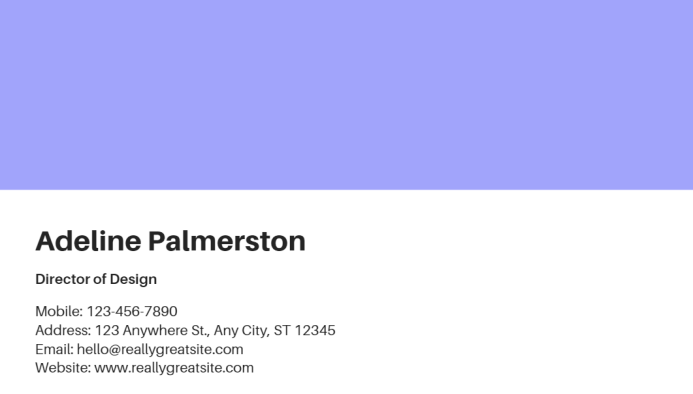 Adeline Palmerston
Director of Design
Mobile: 123-456-7890
Address: 123 Anywhere St., Any City, ST 12345
Email: hello@reallygreatsite.com
Website: www.reallygreatsite.com